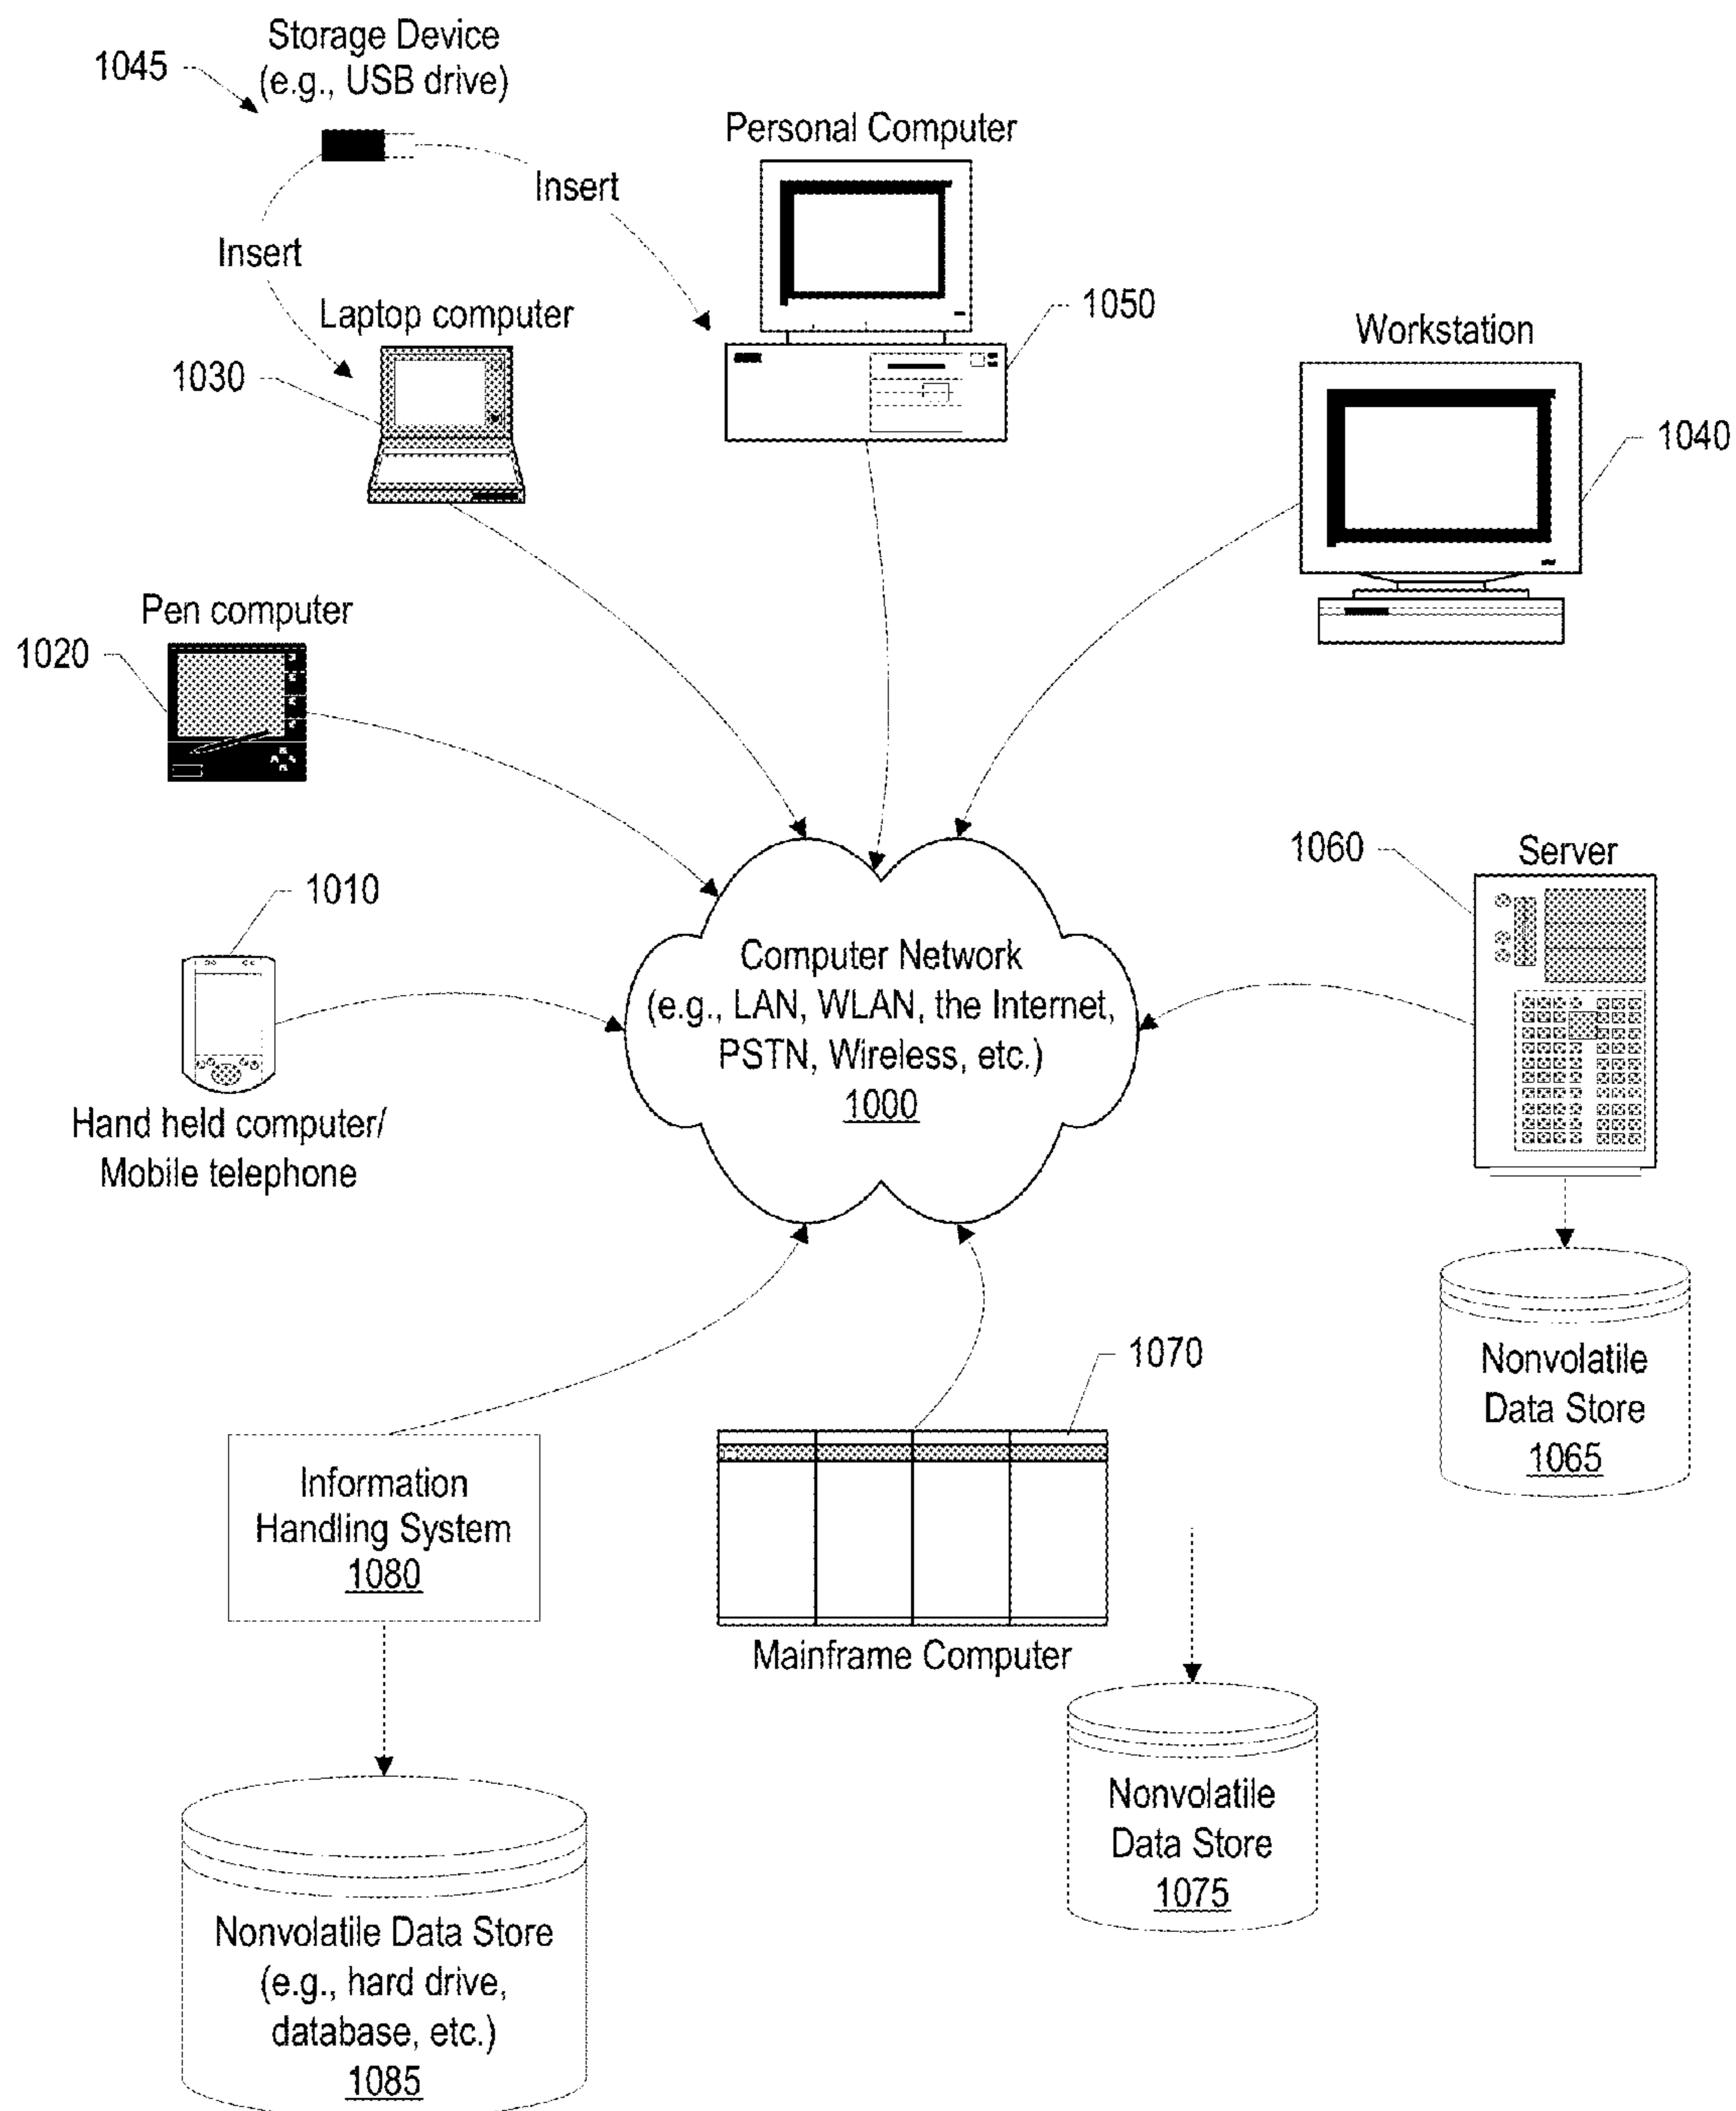 1045
Storage Device
(e.g., USB drive)
Insert
Insert
Personal Computer
1050
Laptop computer
1030
Workstation
1040
Pen computer
1020
1010
Hand held computer/
Mobile telephone
Computer Network
(e.g., LAN, WLAN, the Internet,
PSTN, Wireless, etc.)
1000
1060
Server
Nonvolatile
Data Store
1065
1070
Mainframe Computer
Information
Handling System
1080
Nonvolatile
Data Store
1075
Nonvolatile Data Store
(e.g., hard drive,
database, etc.)
1085